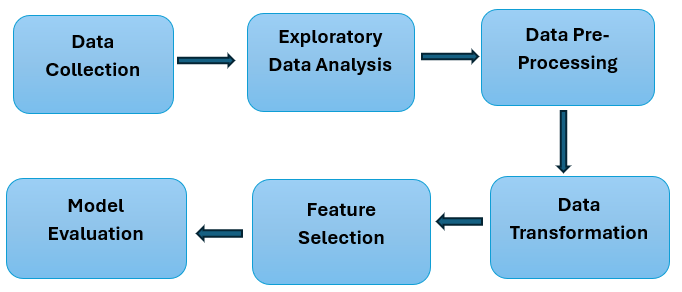 Data
Collection
Exploratory
Data Analysis
Data Pre-
Processing
Data
Transformation
Feature
Selection
Model
Evaluation